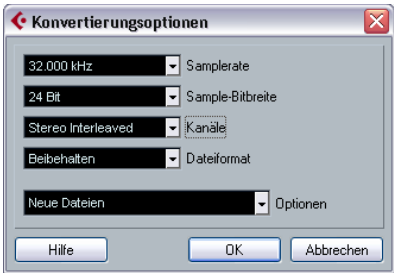 Konvertierungsoptionen
32.000 kHz Samplerate
24 Bit Sample-Bitbreite
Stereo Interleaved Kanäle
Beibehalten Dateiformat
Neue Dateien Optionen
Hilfe OK Abbrechen